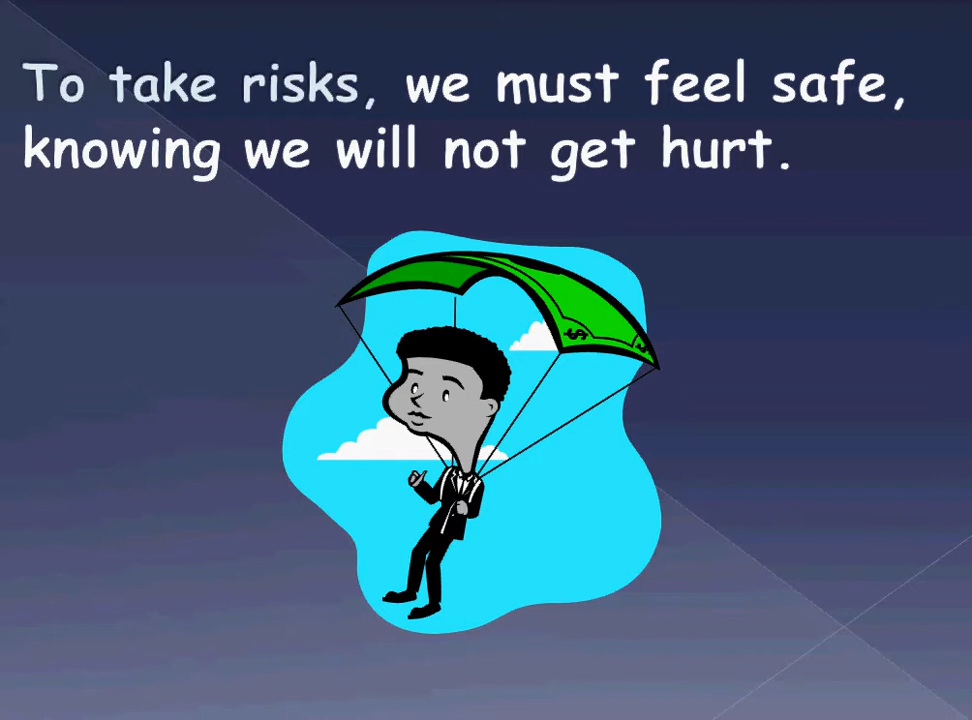 To take risks, we must feel safe,
knowing we will not get hurt.
$
$